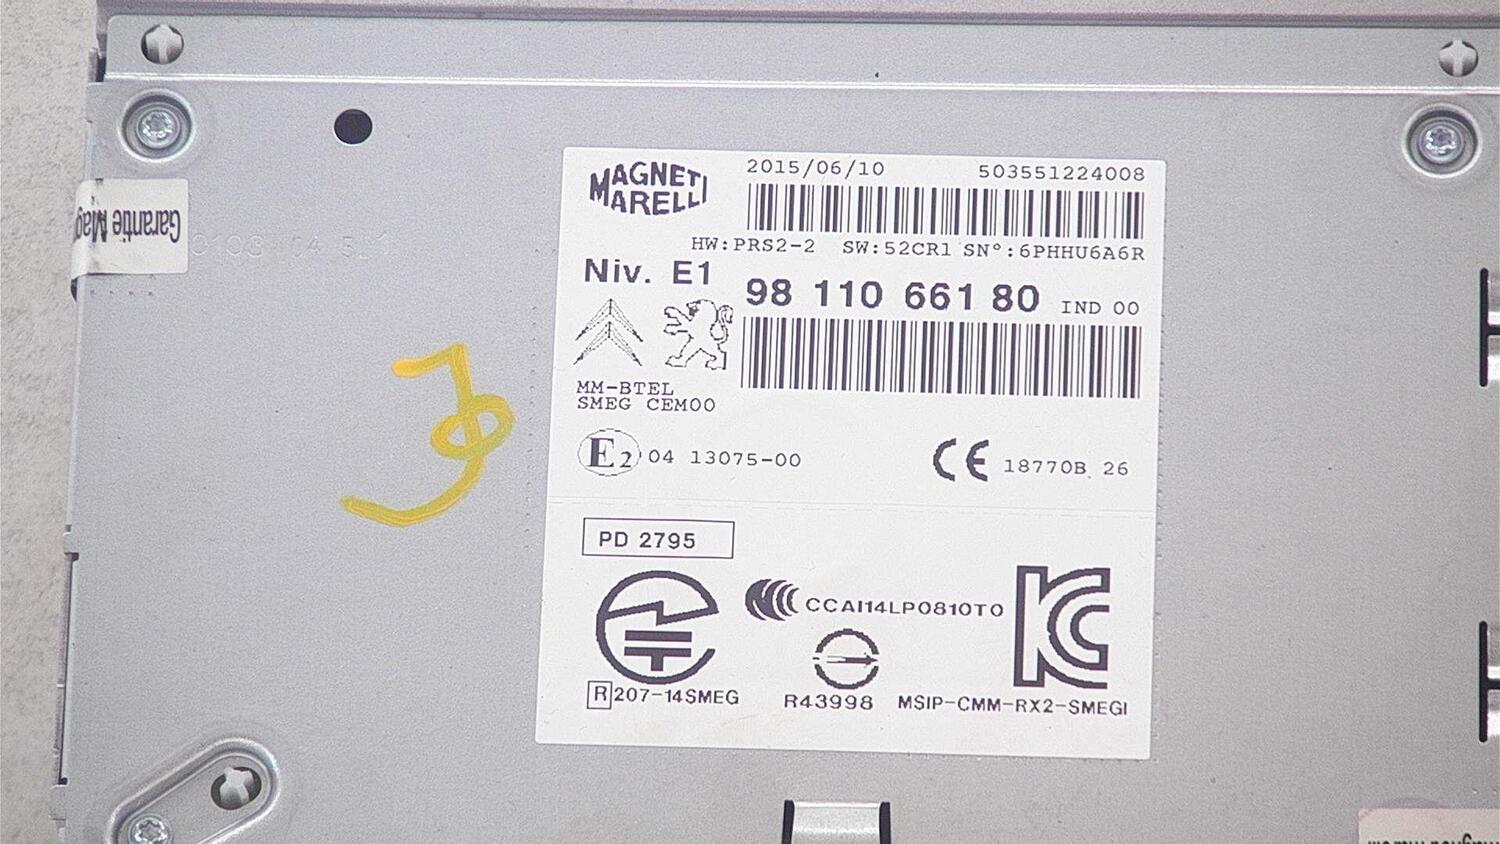 MAGNETI
MARELLI
2015/06/10 503551224008
HW:PRS2-2 SW:52CR1 SN°:6PHHU6A6R
Niv. E1
98 110 661 80 IND 00
MM-BTEL
SMEG CEM00
E2 04 13075-00
CE 18770B 26
PD 2795
CCAI14LP0810T0
R 207-14SMEG
R43998
MSIP-CMM-RX2-SMEGI
Garantie Mag